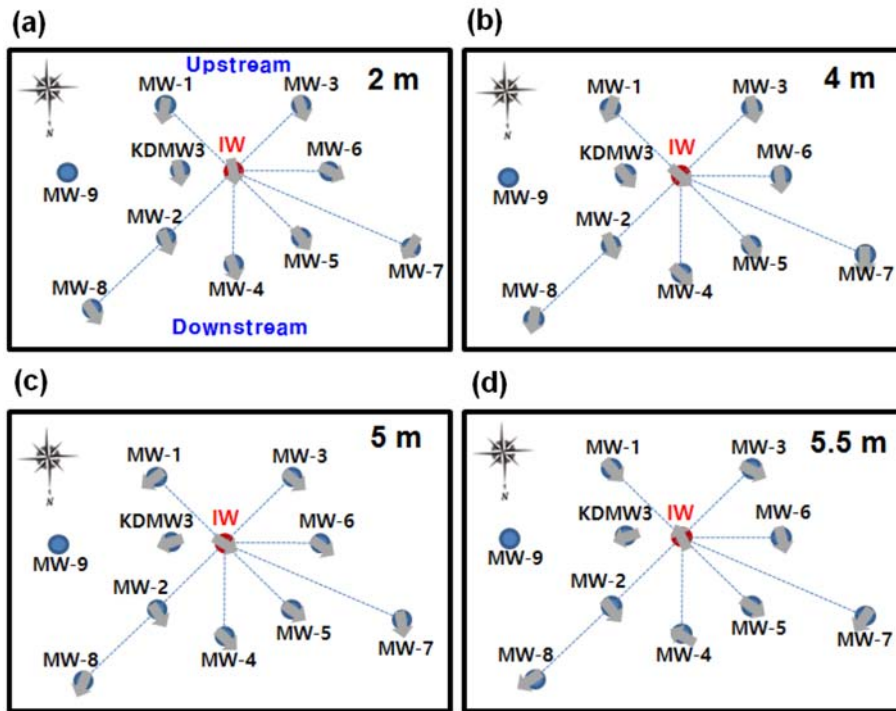 (a)
Upstream
2 m
MW-1
MW-3
KDMW3
IW
MW-6
MW-9
MW-2
MW-8
MW-4
MW-5
MW-7
Downstream
N
(b)
4 m
MW-1
MW-3
KDMW3
IW
MW-6
MW-9
MW-2
MW-8
MW-4
MW-5
MW-7
N
(c)
5 m
MW-1
MW-3
KDMW3
IW
MW-6
MW-9
MW-2
MW-8
MW-4
MW-5
MW-7
N
(d)
5.5 m
MW-1
MW-3
KDMW3
IW
MW-6
MW-9
MW-2
MW-8
MW-4
MW-5
MW-7
N